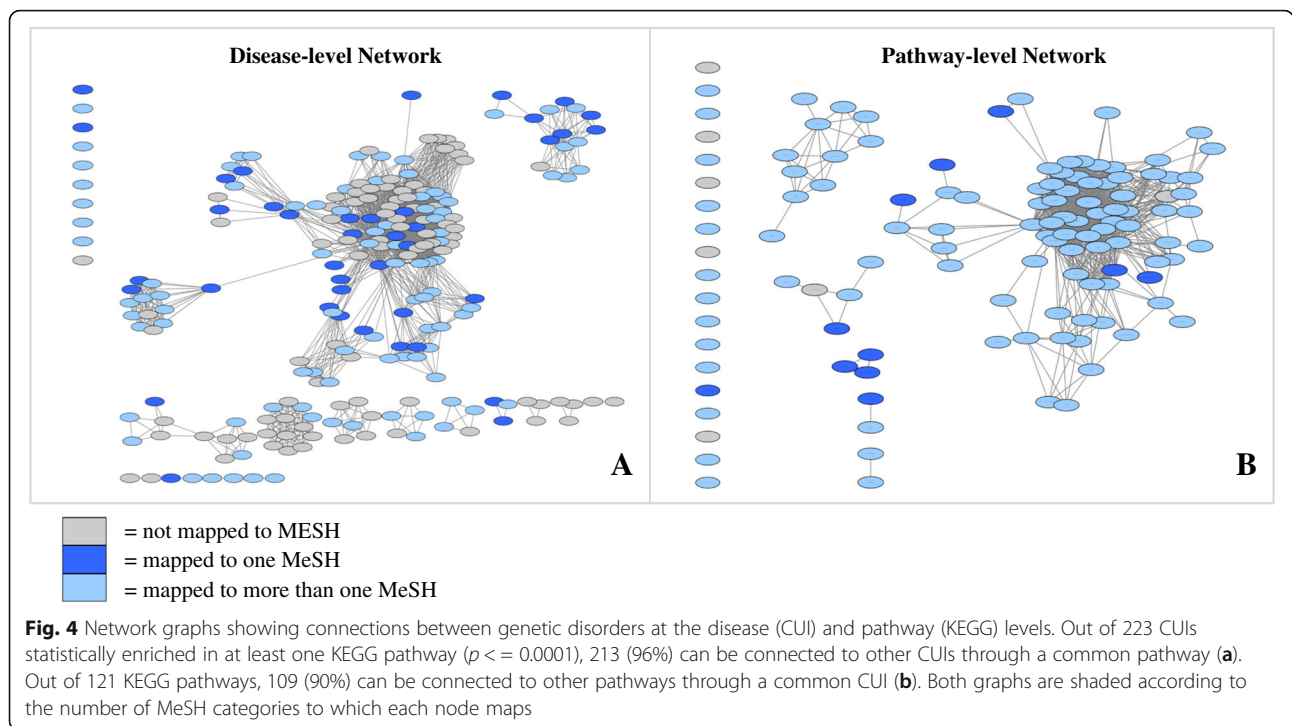 Disease-level Network
Pathway-level Network
A
B
= not mapped to MESH
= mapped to one MeSH
= mapped to more than one MeSH
Fig. 4 Network graphs showing connections between genetic disorders at the disease (CUI) and pathway (KEGG) levels. Out of 223 CUIs
statistically enriched in at least one KEGG pathway (p < = 0.0001), 213 (96%) can be connected to other CUIs through a common pathway (a).
Out of 121 KEGG pathways, 109 (90%) can be connected to other pathways through a common CUI (b). Both graphs are shaded according to
the number of MeSH categories to which each node maps